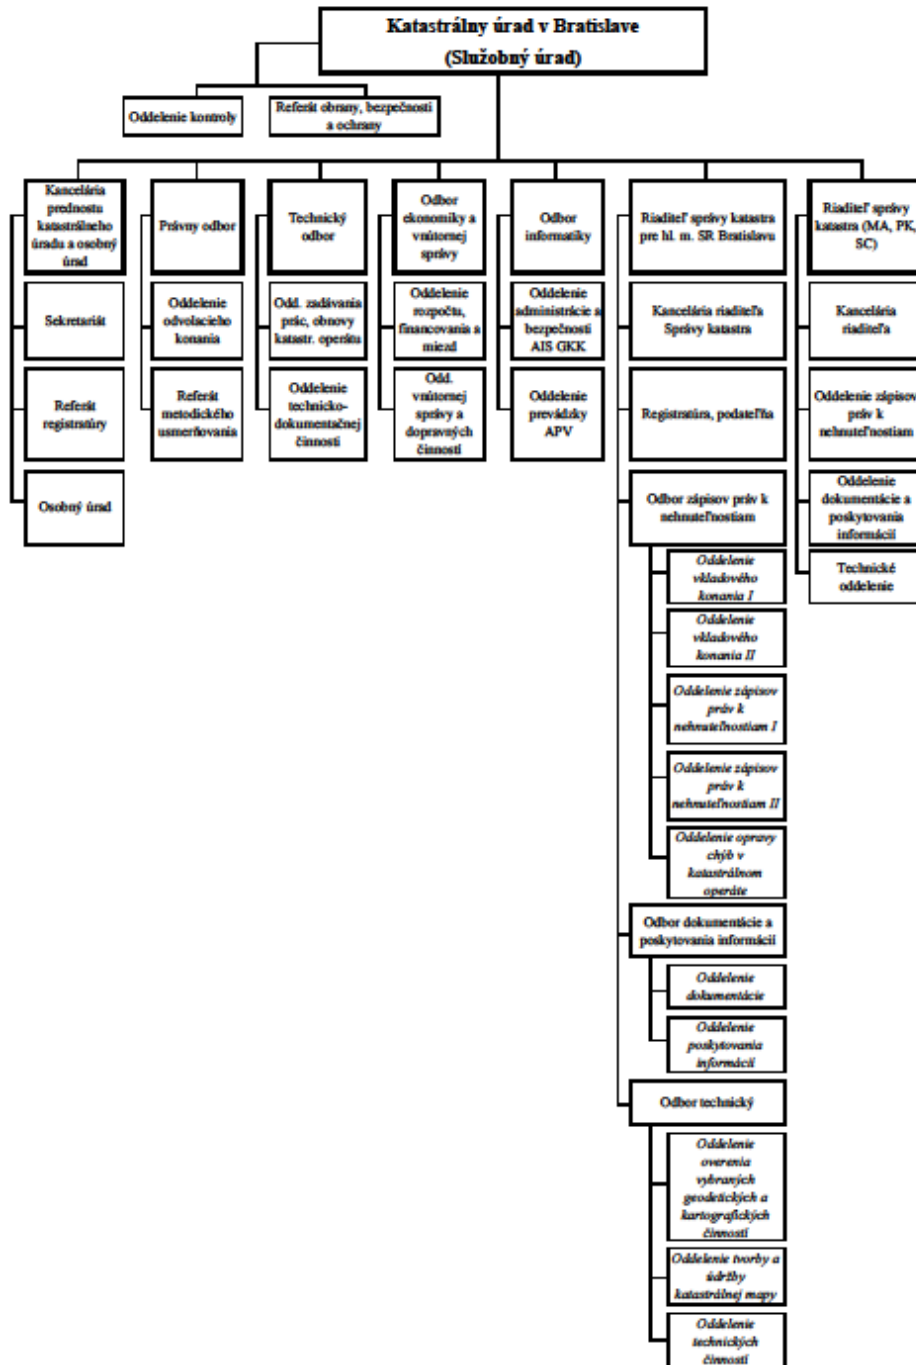 Katastrálny úrad v Bratislave
(Služobný úrad)
Oddelenie kontroly
Referát obrany, bezpečnosti
a ochrany
Kancelária
prednostu
katastrálneho
úradu a osobný
úrad
Sekretariát
Referát
registratúry
Osobný úrad
Právny odbor
Oddelenie
odvolacieho
konania
Referát
metodického
usmerňovania
Technický
odbor
Odd. zadávania
prác, obnovy
katastr. operátu
Oddelenie
technicko-
dokumentačnej
činnosti
Odbor
ekonomiky a
vnútornej
správy
Oddelenie
rozpočtu,
financovania a
miezd
Odd.
vnútornej
správy a
dopravných
činností
Odbor
informatiky
Oddelenie
administrácie a
bezpečnosti
AIS GKK
Oddelenie
prevádzky
APV
Riaditeľ správy katastra
pre hl. m. SR Bratislavu
Kancelária riaditeľa
Správy katastra
Registratúra, podateľňa
Odbor zápisov práv k
nehnuteľnostiam
Oddelenie
vkladového
konania I
Oddelenie
vkladového
konania II
Oddelenie zápisov
práv k
nehnuteľnostiam I
Oddelenie zápisov
práv k
nehnuteľnostiam II
Oddelenie opravy
chýb v
katastrálnom
operáte
Odbor dokumentácie a
poskytovania informácií
Oddelenie
dokumentácie
Oddelenie
poskytovania
informácií
Odbor technický
Oddelenie
overenia
vybraných
geodetických a
kartografických
činností
Oddelenie tvorby a
údržby
katastrálnej mapy
Oddelenie
technických
činností
Riaditeľ správy
katastra (MA, PK,
SC)
Kancelária
riaditeľa
Oddelenie zápisov
práv k
nehnuteľnostiam
Oddelenie
dokumentácie a
poskytovania
informácií
Technické
oddelenie